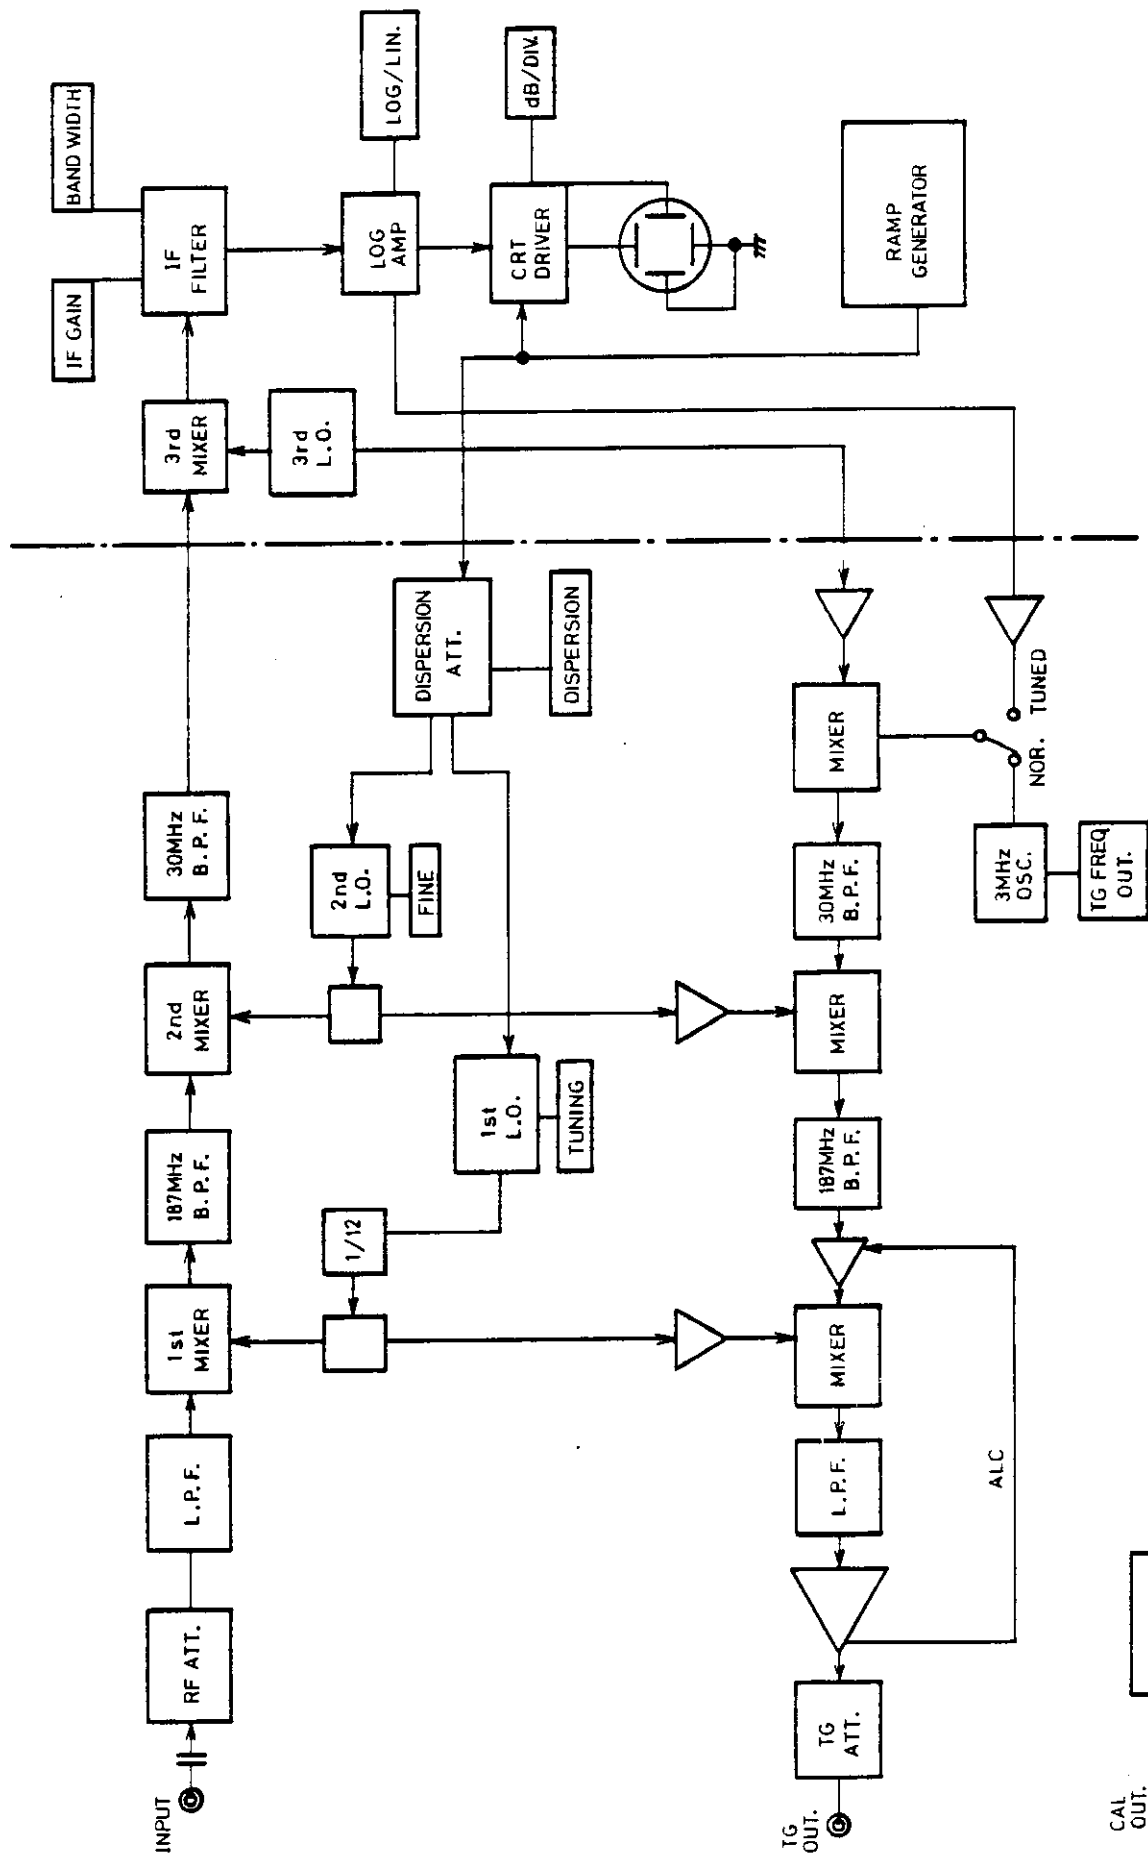 INPUT
RF ATT.
L.P.F.
1st
MIXER
187MHz
B.P.F.
2nd
MIXER
30MHz
B.P.F.
3rd
MIXER
IF GAIN
BAND WIDTH
IF
FILTER
3rd
L.O.
LOG
AMP
LOG/LIN.
CRT
DRIVER
dB/DIV.
RAMP
GENERATOR
DISPERSION
ATT.
DISPERSION
2nd
L.O.
FINE
1st
L.O.
TUNING
1/12
TG
OUT.
TG
ATT.
L.P.F.
MIXER
187MHz
B.P.F.
MIXER
30MHz
B.P.F.
MIXER
ALC
NOR.
TUNED
3MHz
OSC.
TG FREQ
OUT.
CAL
OUT.